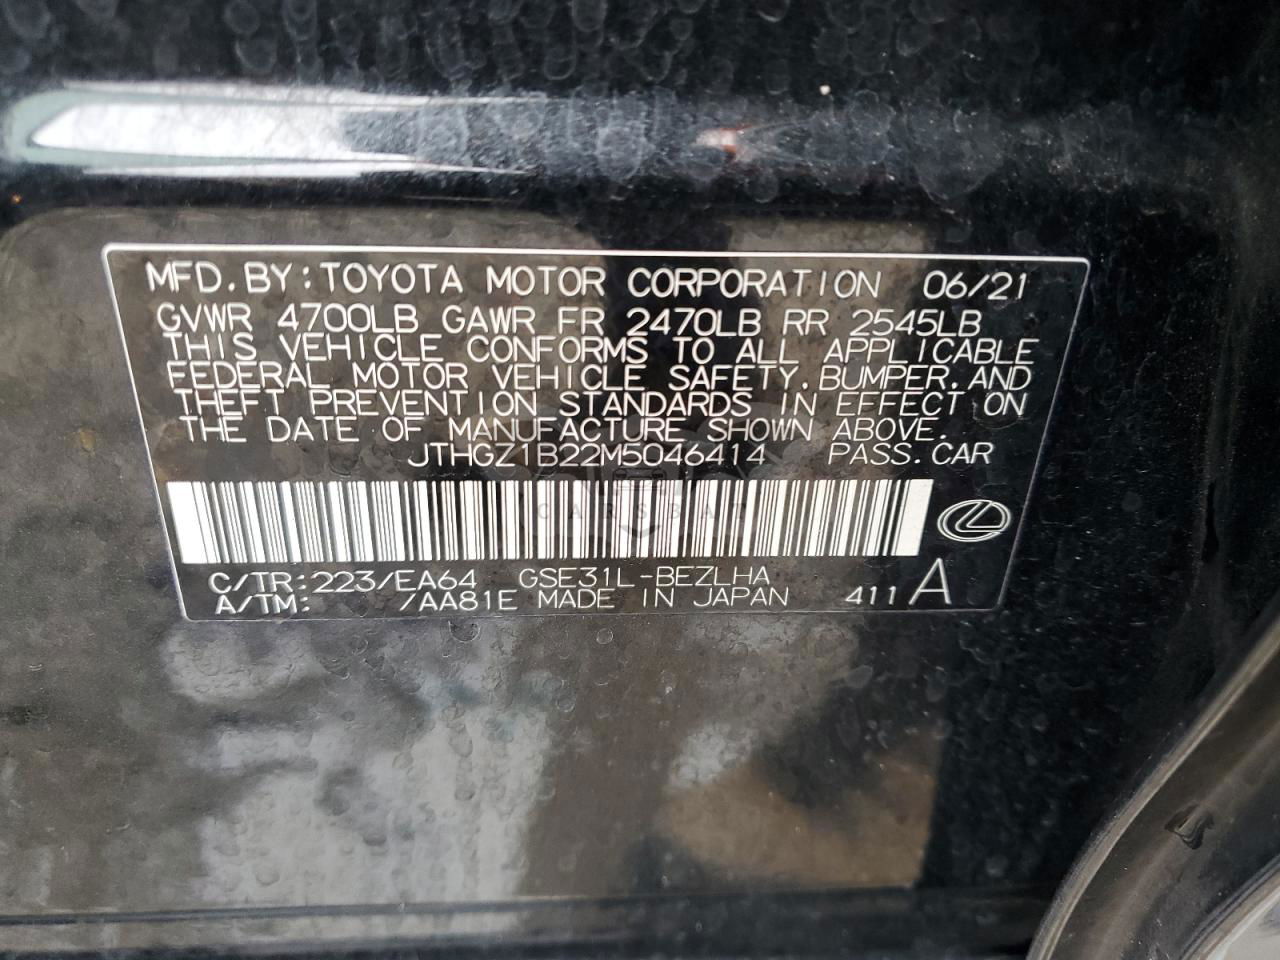 MFD. BY: TOYOTA MOTOR CORPORATION 06/21
GVWR 4700LB GAWR FR 2470LB RR 2545LB
THIS VEHICLE CONFORMS TO ALL APPLICABLE
FEDERAL MOTOR VEHICLE SAFETY, BUMPER, AND
THEFT PREVENTION STANDARDS IN EFFECT ON
THE DATE OF MANUFACTURE SHOWN ABOVE.
JTHGZ1B22M5046414 PASS. CAR
CARSBAT
C/TR: 223/EA64 GSE31L-BEZLHA
A/TM: /AA81E MADE IN JAPAN 411 A